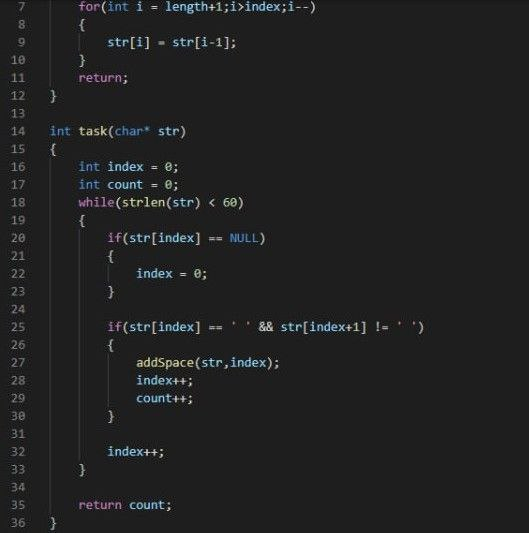 7 for(int i = length+1;i>index;i--)
8 {
9 str[i] = str[i-1];
10 }
11 return;
12 }
13
14 int task(char* str)
15 {
16 int index = 0;
17 int count = 0;
18 while(strlen(str) < 60)
19 {
20 if(str[index] == NULL)
21 {
22 index = 0;
23 }
24
25 if(str[index] == ' ' && str[index+1] != ' ')
26 {
27 addSpace(str,index);
28 index++;
29 count++;
30 }
31
32 index++;
33 }
34
35 return count;
36 }